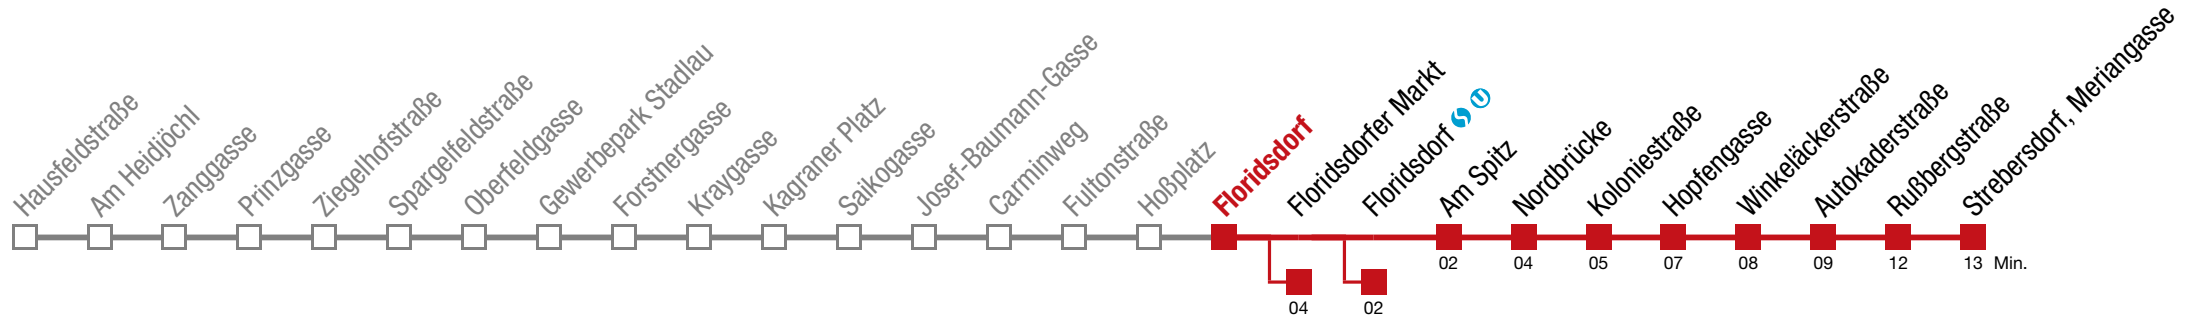 Hausfeldstraße
Am Heidjöchl
Zanggasse
Prinzgasse
Ziegelhofstraße
Spargelfeldstraße
Oberfeldgasse
Gewerbepark Stadlau
Forstnergasse
Kraygasse
Kagraner Platz
Saikogasse
Josef-Baumann-Gasse
Carminweg
Fultonstraße
Hoßplatz
Floridsdorf
Floridsdorfer Markt
Floridsdorf S U
Am Spitz
Nordbrücke
Koloniestraße
Hopfengasse
Winkeläckerstraße
Autokaderstraße
Rußbergstraße
Strebersdorf, Meriangasse
02 04 05 07 08 09 12 13 Min.
04 02